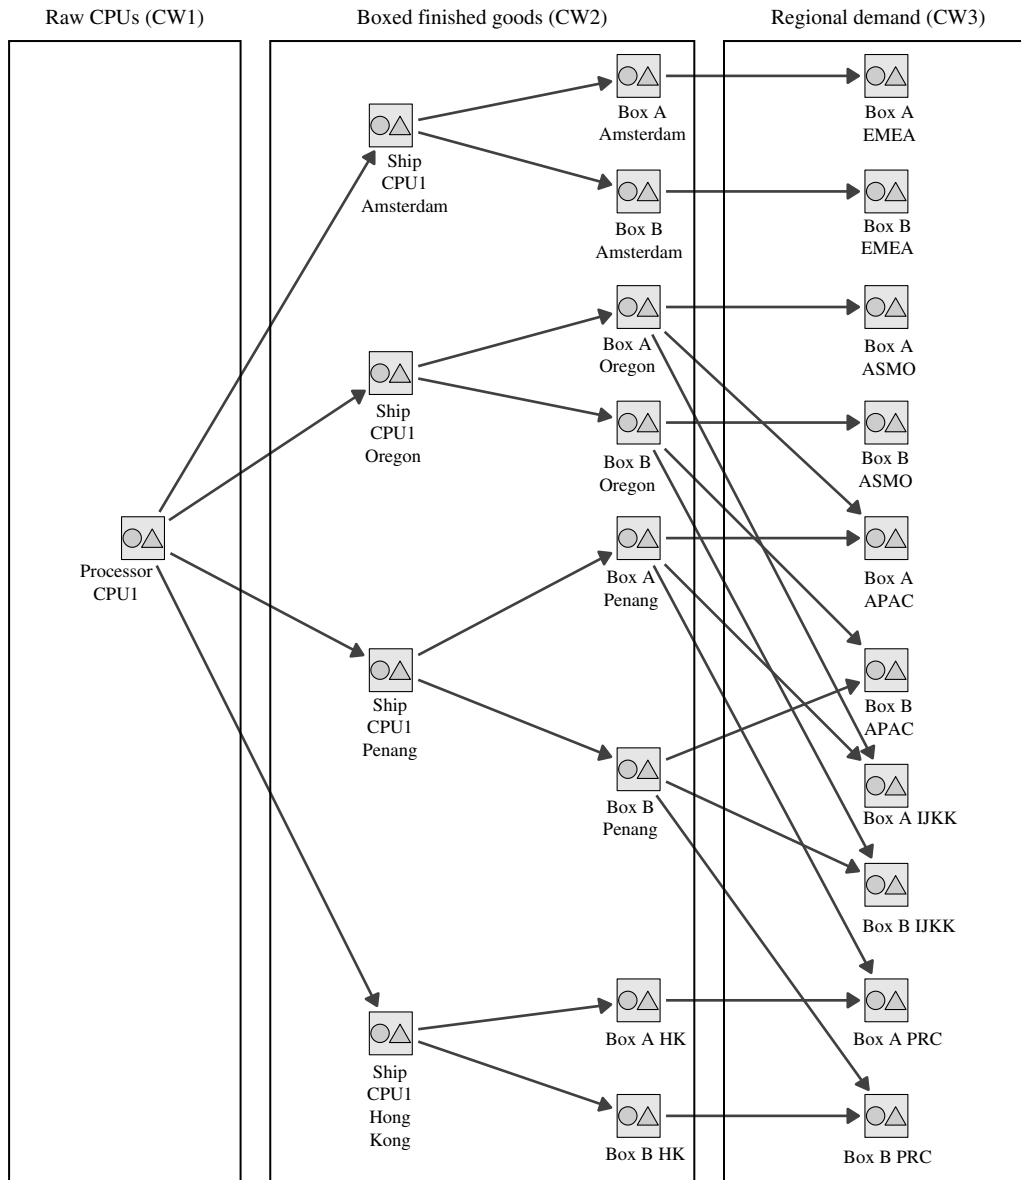 Raw CPUs (CW1)
Boxed finished goods (CW2)
Regional demand (CW3)
Processor
CPU1
Ship
CPU1
Amsterdam
Ship
CPU1
Oregon
Ship
CPU1
Penang
Ship
CPU1
Hong
Kong
Box A
Amsterdam
Box B
Amsterdam
Box A
Oregon
Box B
Oregon
Box A
Penang
Box B
Penang
Box A HK
Box B HK
Box A
EMEA
Box B
EMEA
Box A
ASMO
Box B
ASMO
Box A
APAC
Box B
APAC
Box A IJKK
Box B IJKK
Box A PRC
Box B PRC